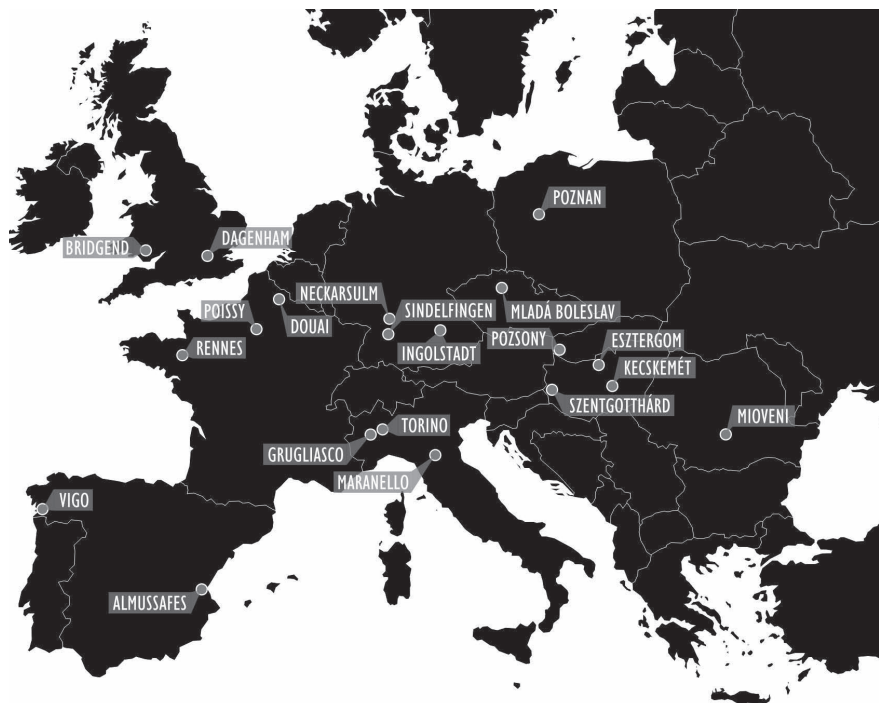 POZNAN
DAGENHAM
BRIDGEND
NECKARSULM
SINDELFINGEN
MLADÁ BOLESLAV
POISSY
DOUAI
POZSONY
ESZTERGOM
RENNES
INGOLSTADT
KECSKEMÉT
SZENTGOTTHÁRD
MIOVENI
TORINO
GRUGLIASCO
MARANELLO
VIGO
ALMUSSAFES